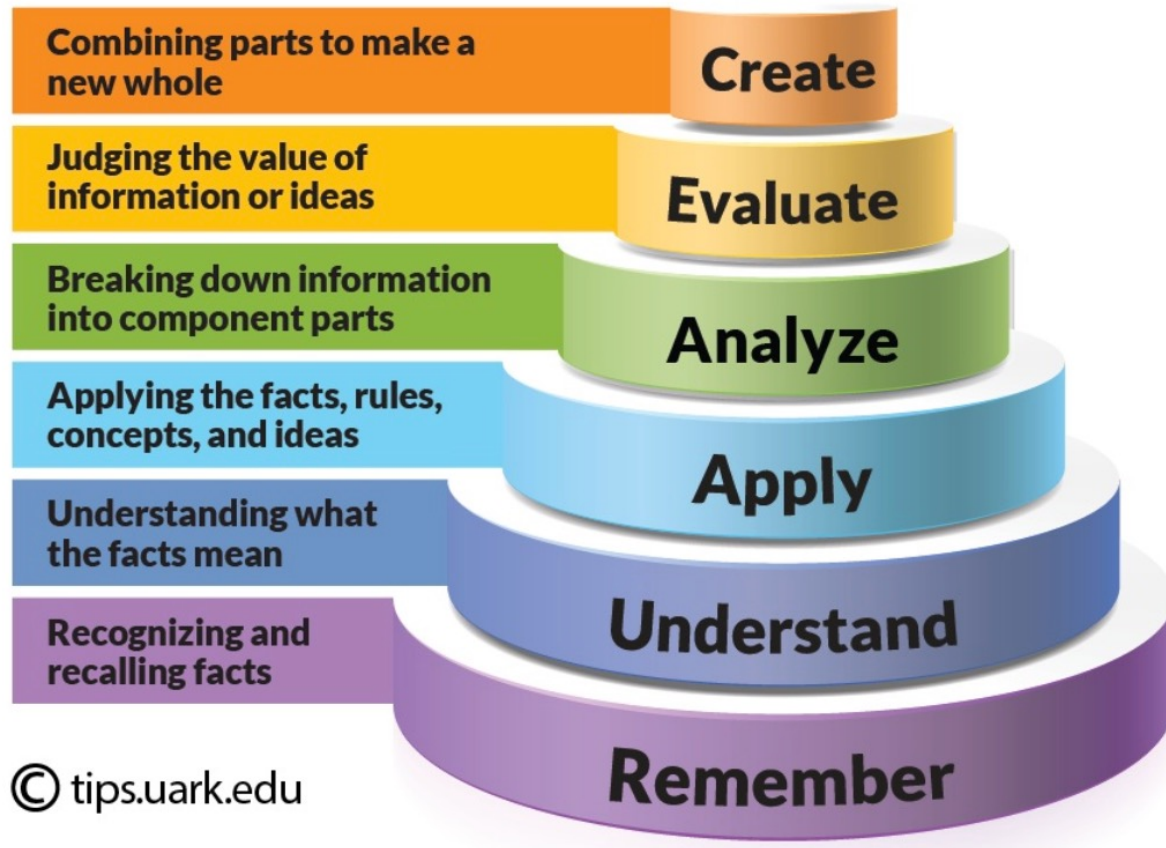 Combining parts to make a
new whole
Create
Judging the value of
information or ideas
Evaluate
Breaking down information
into component parts
Analyze
Applying the facts, rules,
concepts, and ideas
Apply
Understanding what
the facts mean
Understand
Recognizing and
recalling facts
Remember
© tips.uark.edu